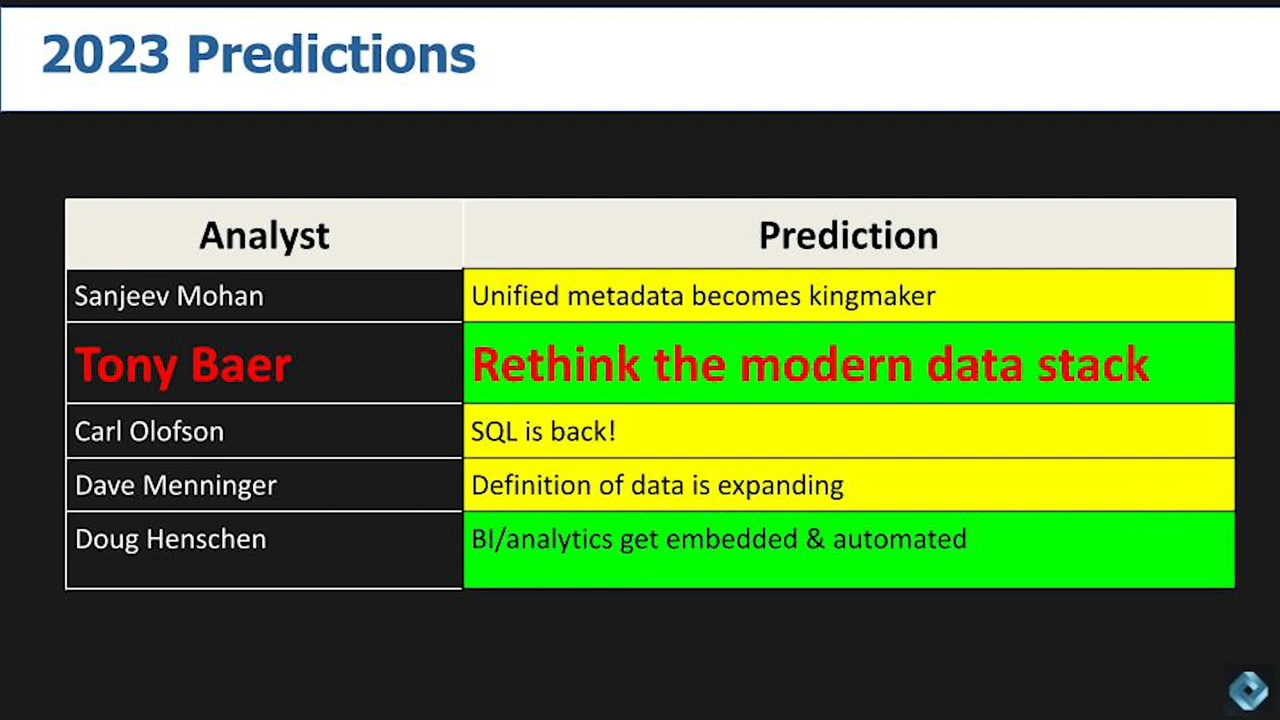 2023 Predictions
Analyst Prediction
Sanjeev Mohan Unified metadata becomes kingmaker
Tony Baer Rethink the modern data stack
Carl Olofson SQL is back!
Dave Menninger Definition of data is expanding
Doug Henschen BI/analytics get embedded & automated